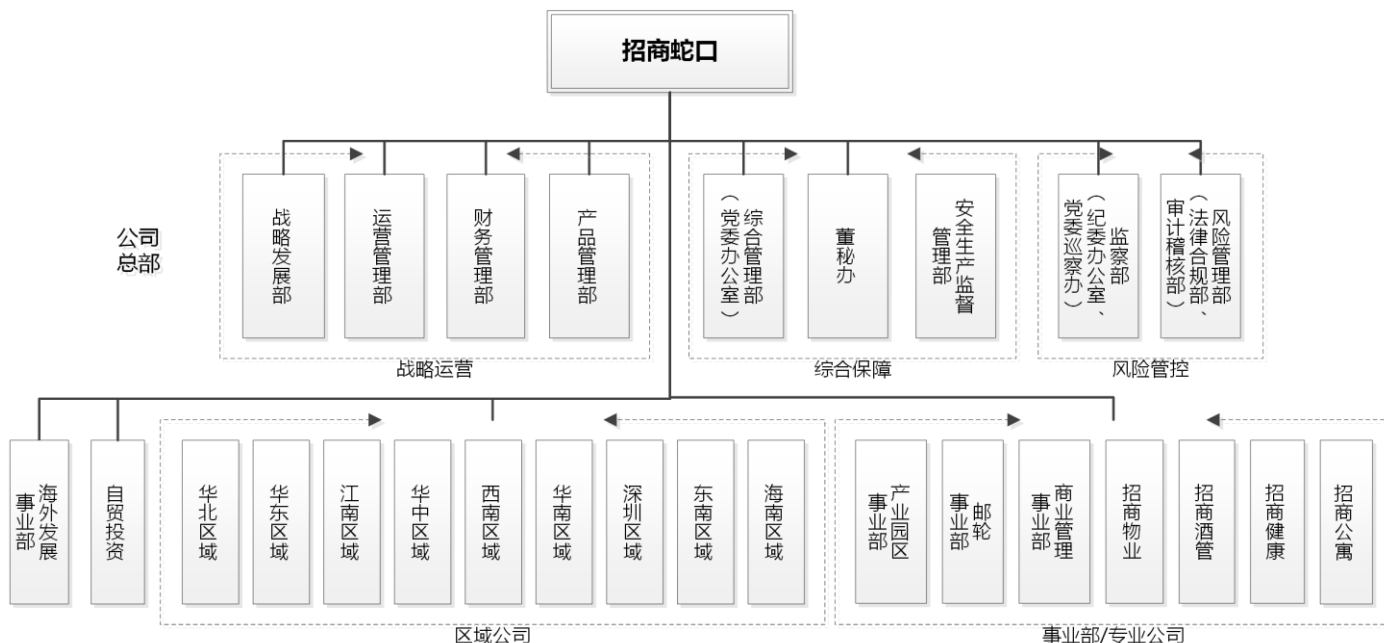 招商蛇口
公司
总部
战略发展部
运营管理部
财务管理部
产品管理部
综合管理部
（党委办公室）
董秘办
安全生产监督
管理部
监察部
（纪委办公室、
党委巡察办）
风险管理部
（法律合规部、
审计稽核部）
战略运营
综合保障
风险管控
海外发展
事业部
自贸投资
华北区域
华东区域
江南区域
华中区域
西南区域
华南区域
深圳区域
东南区域
海南区域
产业园区
事业部
邮轮
事业部
商业管理
事业部
招商物业
招商酒管
招商健康
招商公寓
区域公司
事业部/专业公司